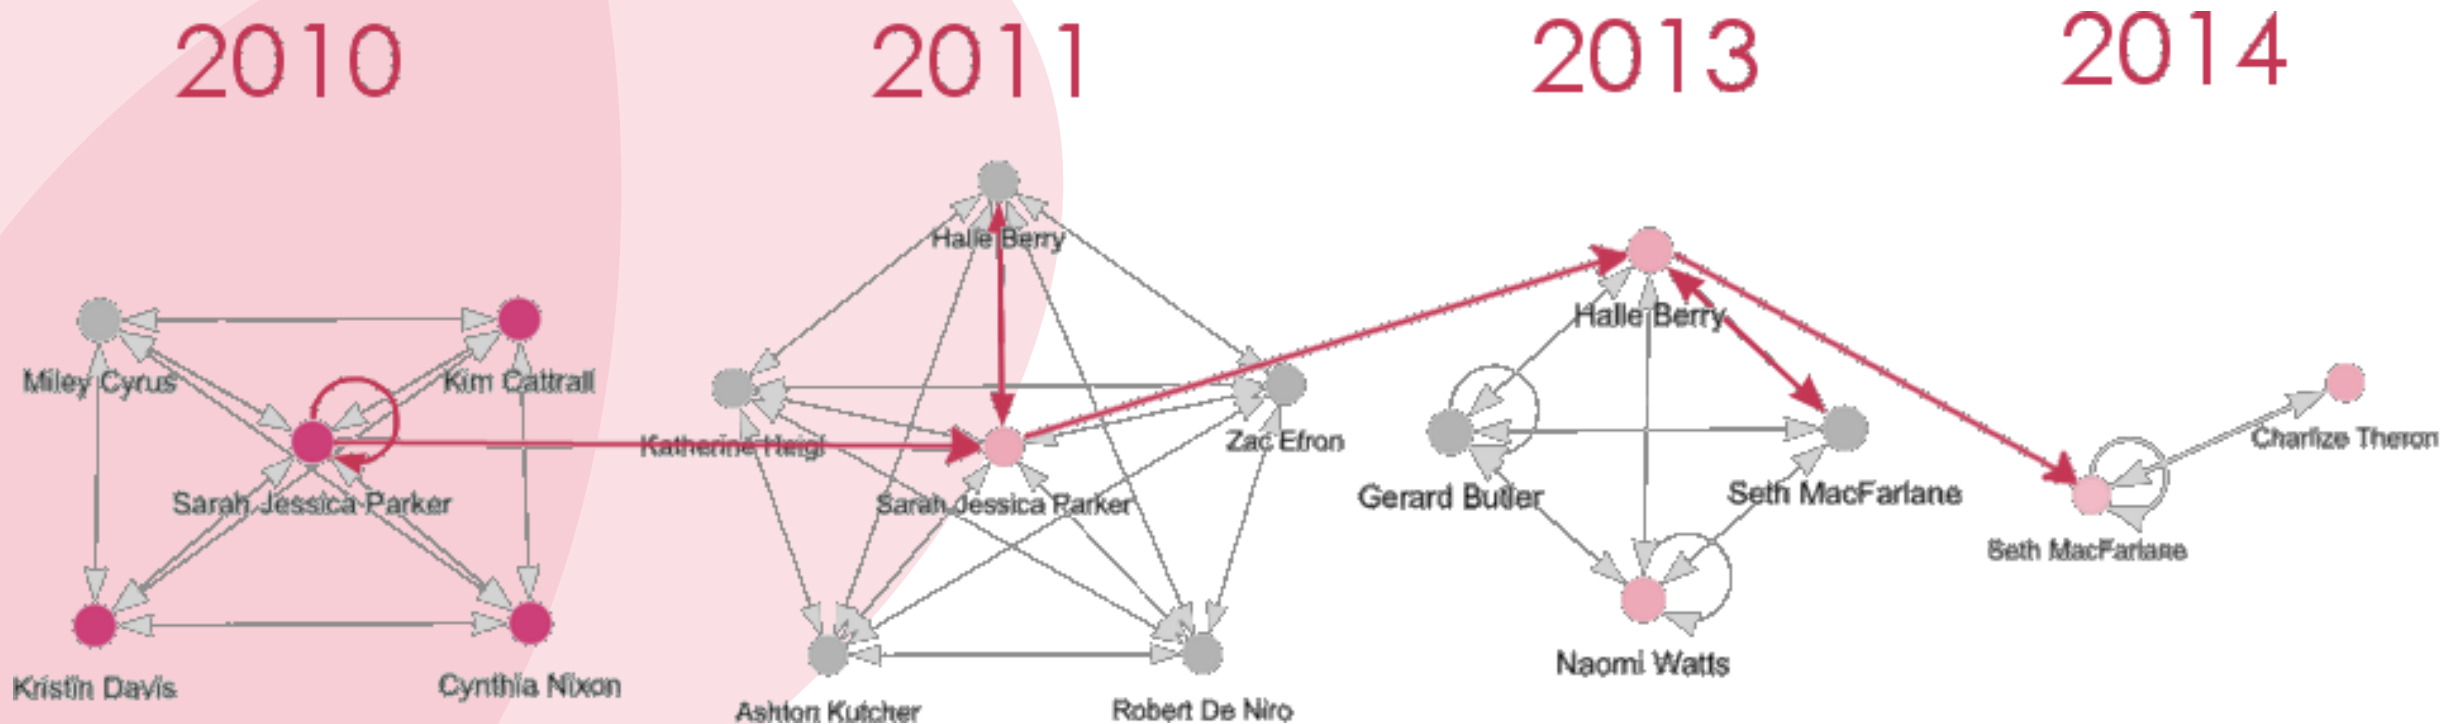 2010
2011
2013
2014
Miley Cyrus
Kim Cattrall
Sarah Jessica Parker
Kristin Davis
Cynthia Nixon
Halle Berry
Katherine Heigl
Zac Efron
Sarah Jessica Parker
Ashton Kutcher
Robert De Niro
Halle Berry
Gerard Butler
Seth MacFarlane
Naomi Watts
Charlize Theron
Seth MacFarlane